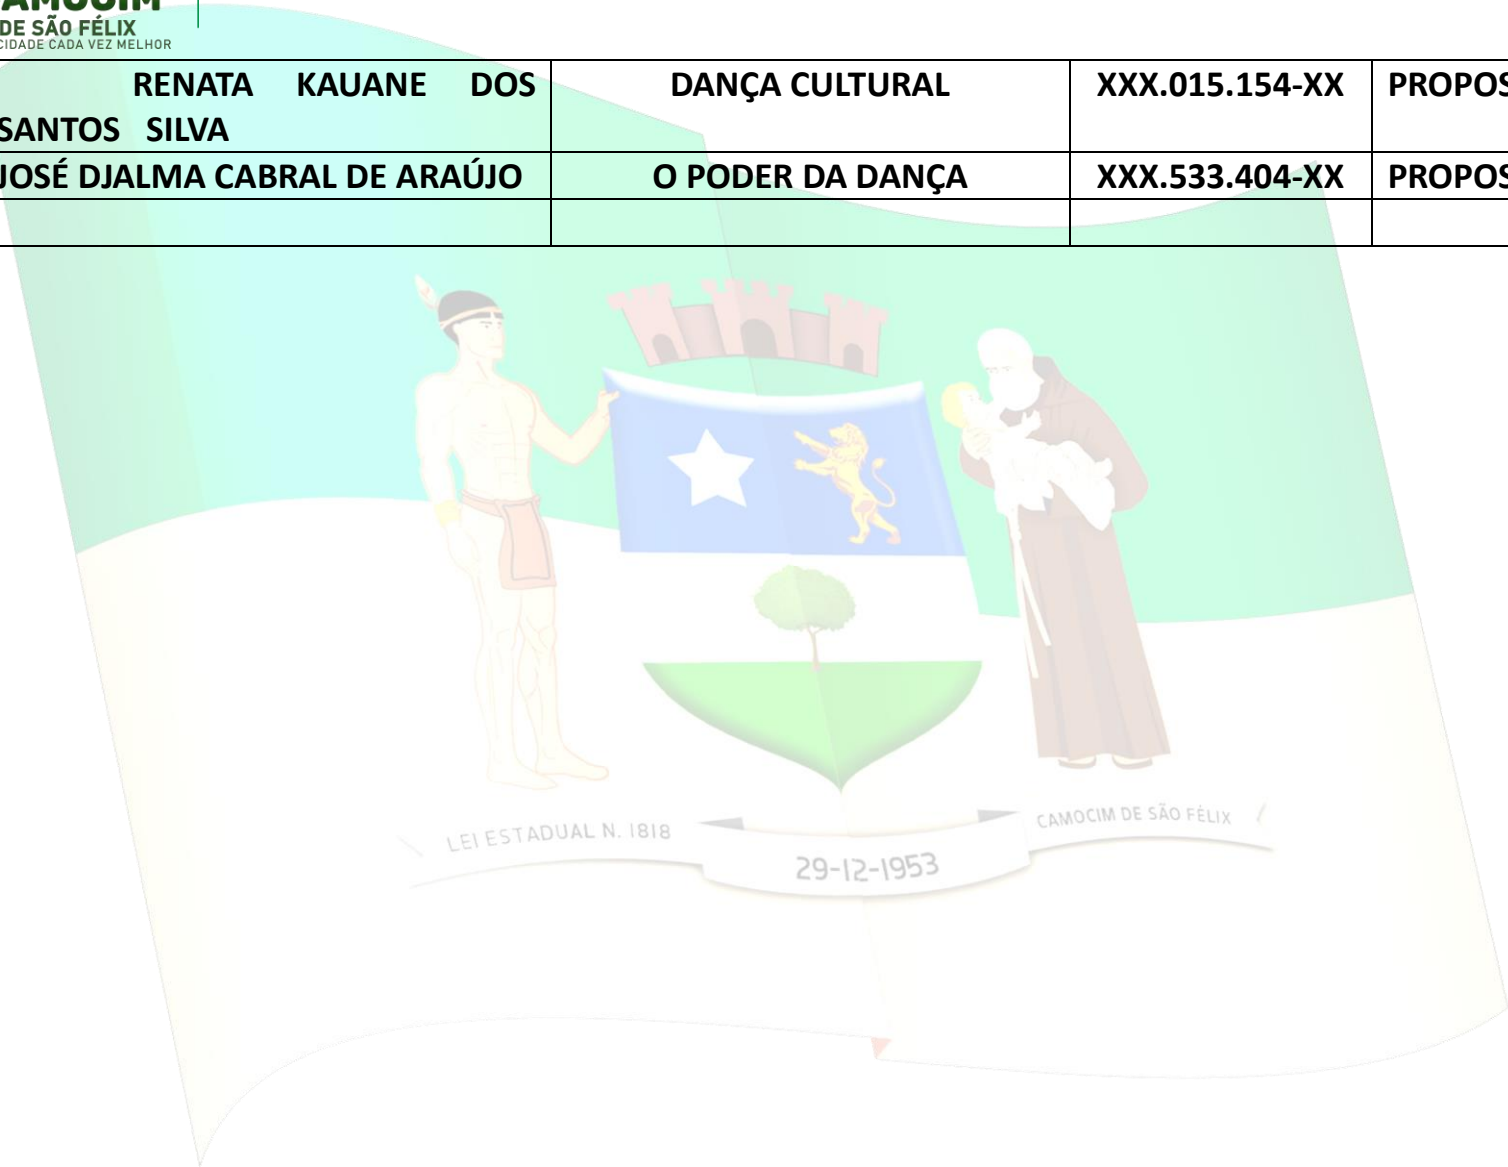 DE SÃO FÉLIX
CIDADE CADA VEZ MELHOR
RENATA KAUANE DOS
SANTOS SILVA
DANÇA CULTURAL
XXX.015.154-XX
JOSÉ DJALMA CABRAL DE ARAÚJO
O PODER DA DANÇA
XXX.533.404-XX
LEI ESTADUAL N. 1818
29-12-1953
CAMOCIM DE SÃO FÉLIX